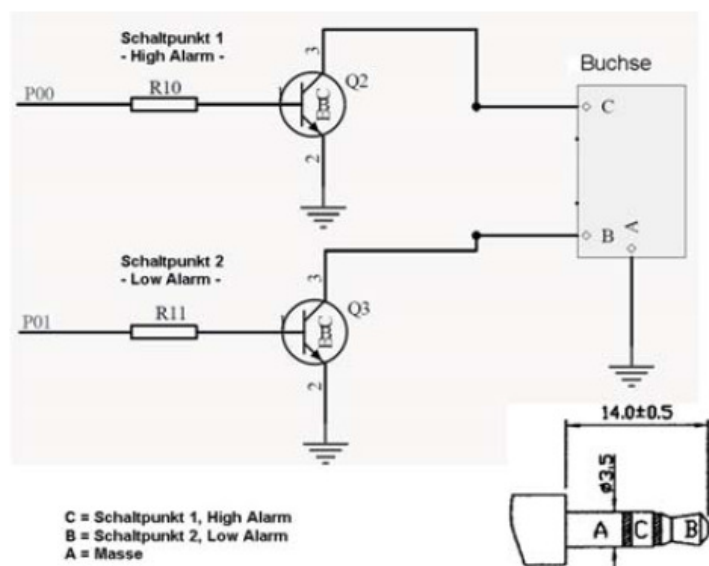 Schaltpunkt 1
- High Alarm -
3
Buchse
P00
R10
C
B
E
Q2
C
2
B
A
Schaltpunkt 2
- Low Alarm -
3
P01
R11
C
B
E
Q3
2
14.0±0.5
ø3.5
A
C
B
C = Schaltpunkt 1, High Alarm
B = Schaltpunkt 2, Low Alarm
A = Masse